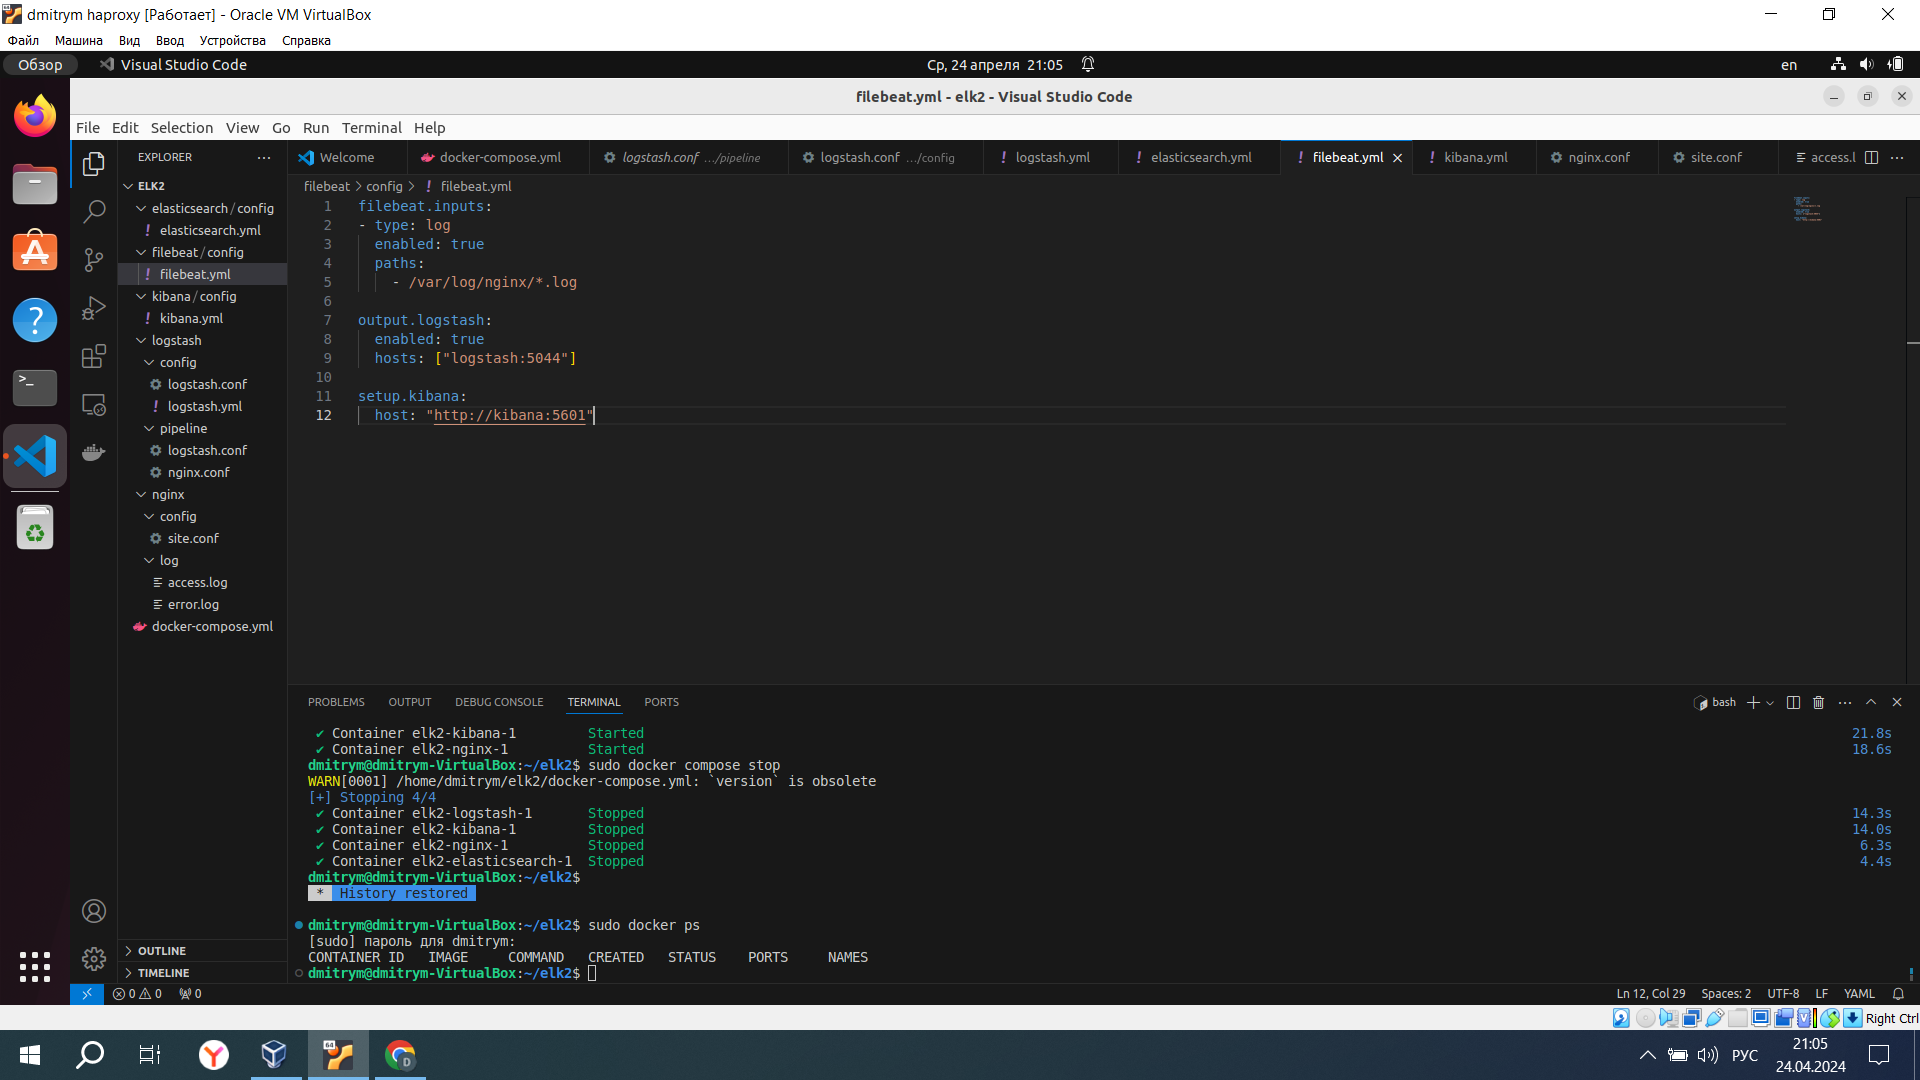 dmitrym haproxy [Работает] - Oracle VM VirtualBox
Файл Машина Вид Ввод Устройства Справка
Обзор Visual Studio Code Ср, 24 апреля 21:05 en
filebeat.yml - elk2 - Visual Studio Code
File Edit Selection View Go Run Terminal Help
EXPLORER
Welcome docker-compose.yml logstash.conf .../pipeline logstash.conf .../config logstash.yml elasticsearch.yml filebeat.yml kibana.yml nginx.conf site.conf access.l
ELK2
elasticsearch / config
elasticsearch.yml
filebeat / config
filebeat.yml
kibana / config
kibana.yml
logstash
config
logstash.conf
logstash.yml
pipeline
logstash.conf
nginx.conf
nginx
config
site.conf
log
access.log
error.log
docker-compose.yml
OUTLINE
TIMELINE
filebeat > config > filebeat.yml
1 filebeat.inputs:
2 - type: log
3 enabled: true
4 paths:
5 - /var/log/nginx/*.log
6
7 output.logstash:
8 enabled: true
9 hosts: ["logstash:5044"]
10
11 setup.kibana:
12 host: "http://kibana:5601"
PROBLEMS OUTPUT DEBUG CONSOLE TERMINAL PORTS
bash
✔ Container elk2-kibana-1 Started 21.8s
✔ Container elk2-nginx-1 Started 18.6s
dmitrym@dmitrym-VirtualBox:~/elk2$ sudo docker compose stop
WARN[0001] /home/dmitrym/elk2/docker-compose.yml: `version` is obsolete
[+] Stopping 4/4
✔ Container elk2-logstash-1 Stopped 14.3s
✔ Container elk2-kibana-1 Stopped 14.0s
✔ Container elk2-nginx-1 Stopped 6.3s
✔ Container elk2-elasticsearch-1 Stopped 4.4s
dmitrym@dmitrym-VirtualBox:~/elk2$
* History restored
dmitrym@dmitrym-VirtualBox:~/elk2$ sudo docker ps
[sudo] пароль для dmitrym:
CONTAINER ID IMAGE COMMAND CREATED STATUS PORTS NAMES
dmitrym@dmitrym-VirtualBox:~/elk2$
0 0 0
Ln 12, Col 29 Spaces: 2 UTF-8 LF YAML
Right Ctrl
РУС
21:05
24.04.2024